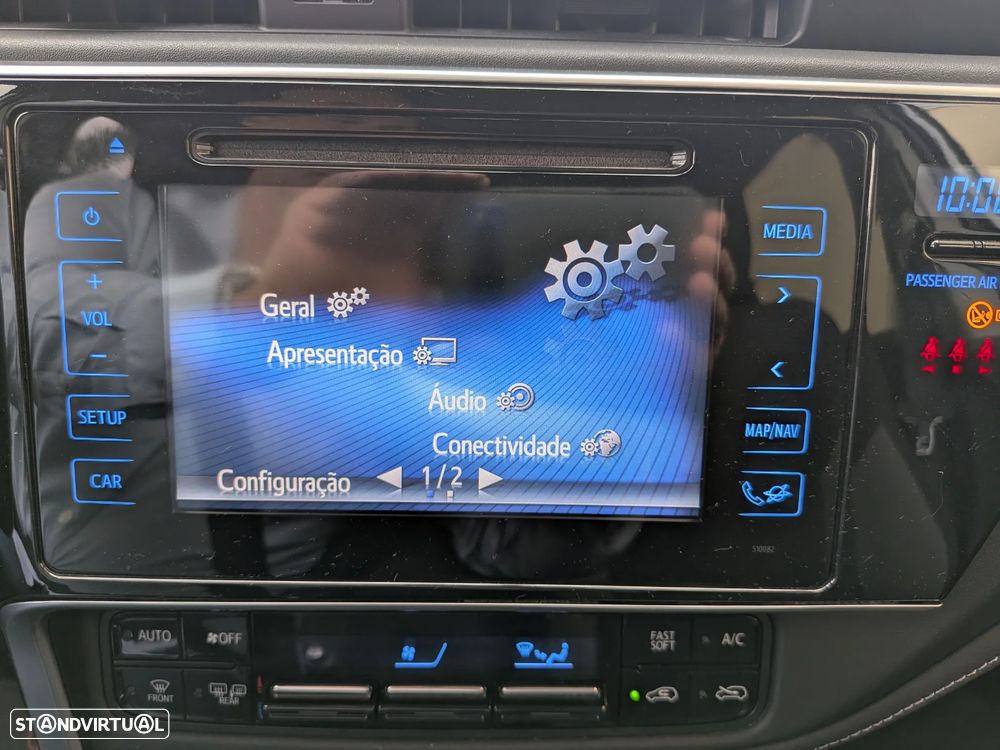 MEDIA
VOL
SETUP
CAR
MAP/NAV
Geral
Apresentação
Áudio
Conectividade
Configuração
1/2
510082
PASSENGER AIR
AUTO
OFF
FAST
SOFT
A/C
FRONT
REAR
STANDVIRTUAL